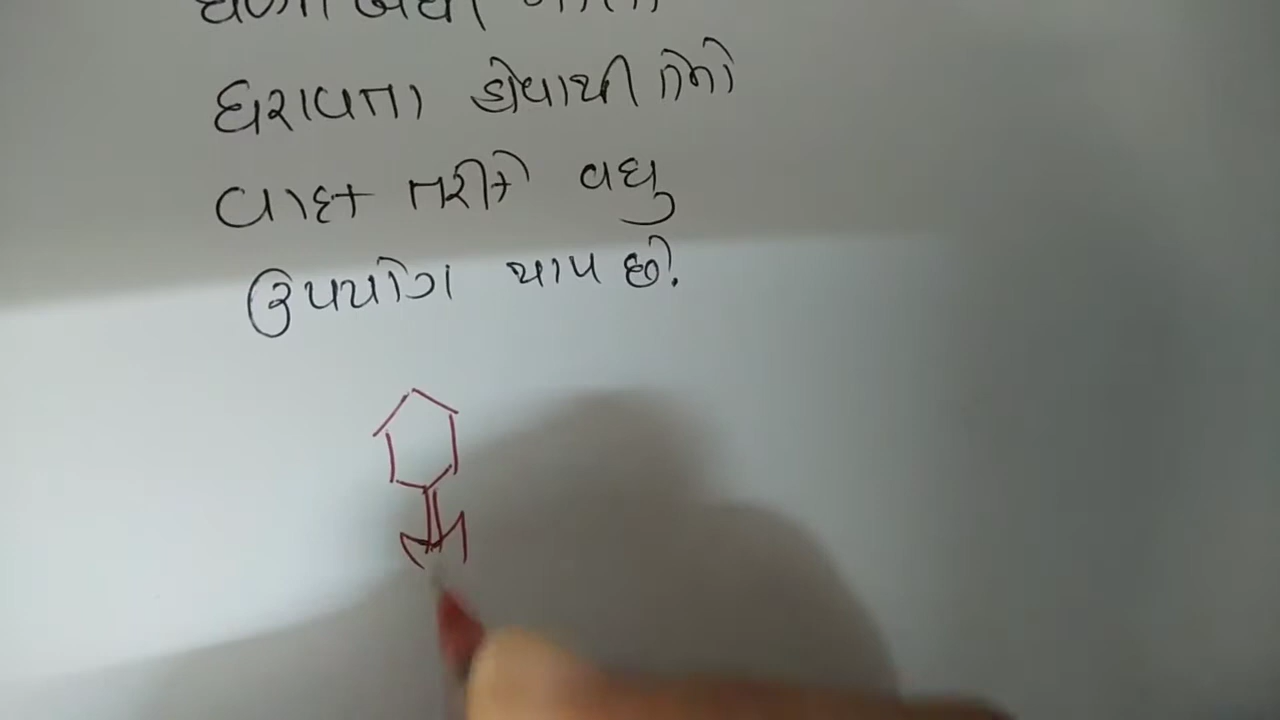 ધરાવતા હોવાથી તેનો
વાહક તરીકે વધુ
ઉપયોગ થાય છે.